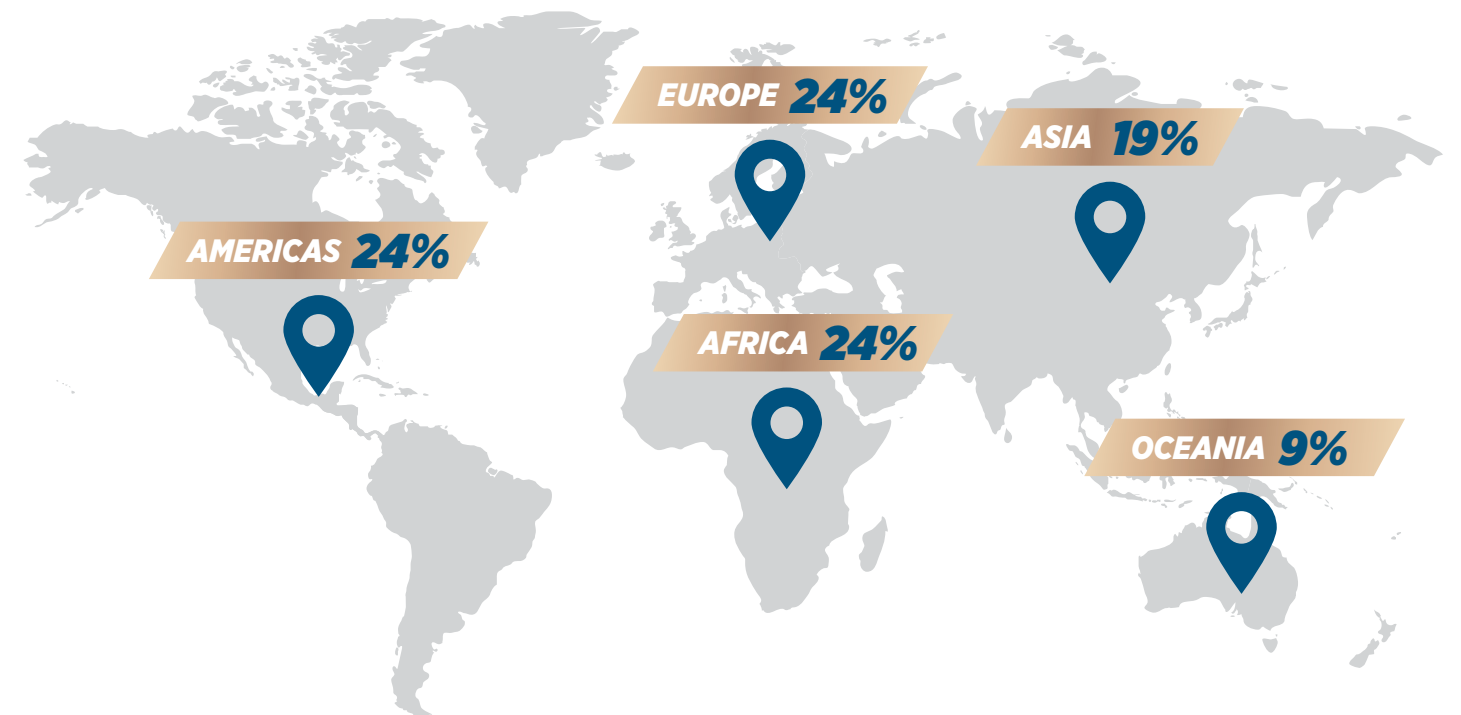 EUROPE 24%
ASIA 19%
AMERICAS 24%
AFRICA 24%
OCEANIA 9%